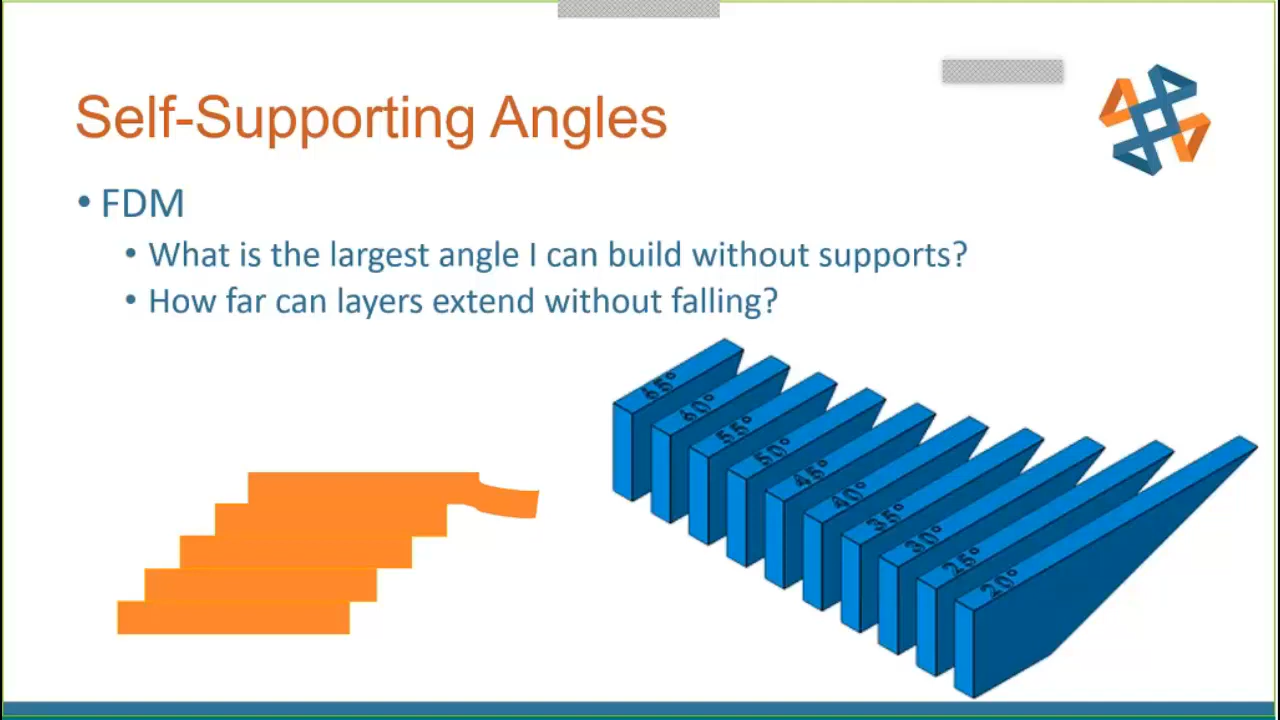 Self-Supporting Angles
• FDM
• What is the largest angle I can build without supports?
• How far can layers extend without falling?
65°
60°
55°
50°
45°
40°
35°
30°
25°
20°